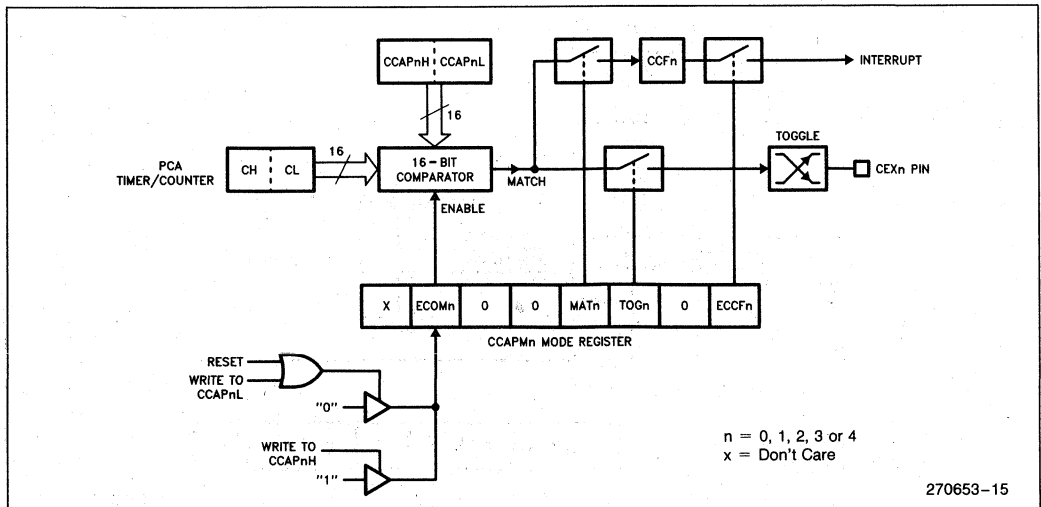 CCAPnH CCAPnL
16
CCFn
INTERRUPT
PCA
TIMER/COUNTER
CH CL
16
16-BIT
COMPARATOR
MATCH
ENABLE
TOGGLE
CEXn PIN
X ECOMn 0 0 MATn TOGn 0 ECCFn
CCAPMn MODE REGISTER
RESET
WRITE TO
CCAPnL
"0"
WRITE TO
CCAPnH
"1"
n = 0, 1, 2, 3 or 4
x = Don't Care
270653-15